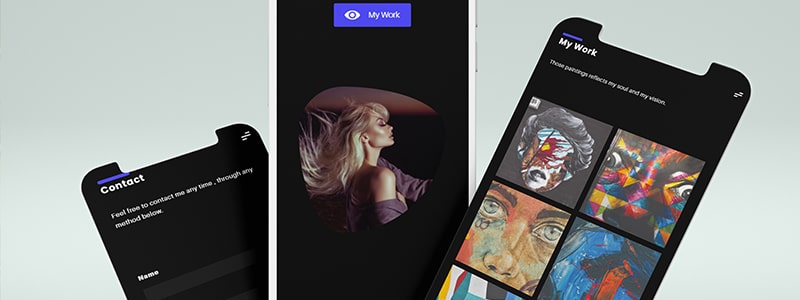 Contact
Feel free to contact me any time , through any
method below.
Name
My Work
My Work
Those paintings reflects my soul and my vision.